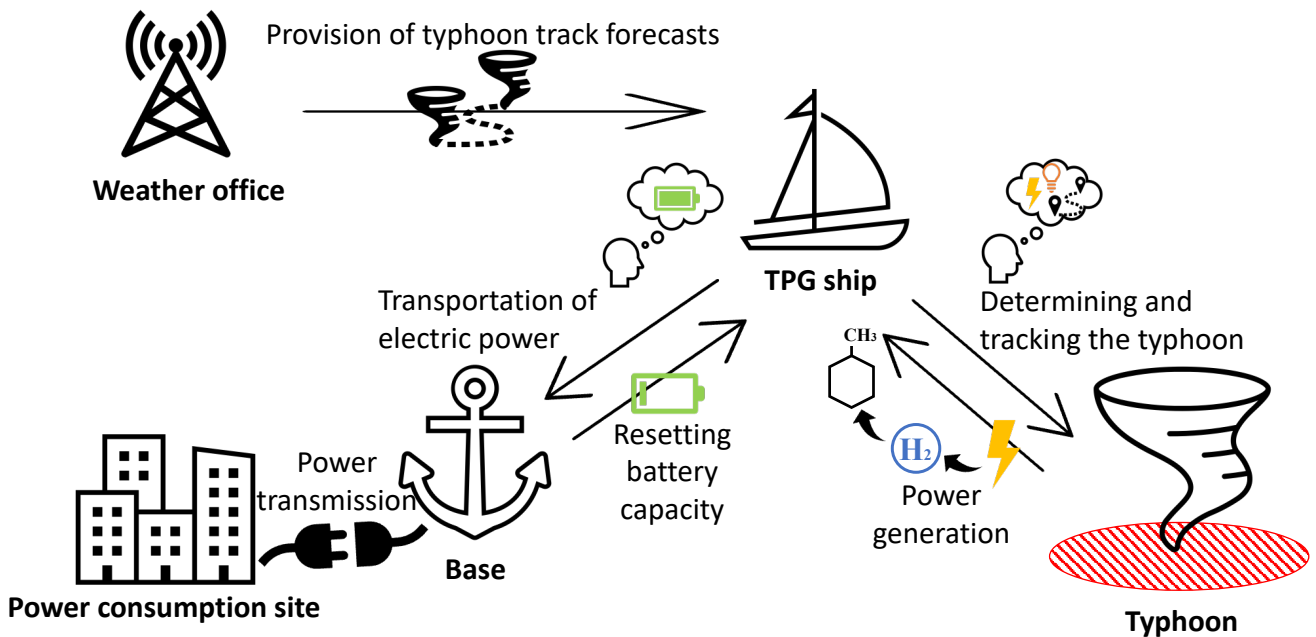 Provision of typhoon track forecasts
Weather office
TPG ship
Transportation of
electric power
Determining and
tracking the typhoon
CH3
H2
Resetting
battery
capacity
Power
generation
Power
transmission
Base
Power consumption site
Typhoon